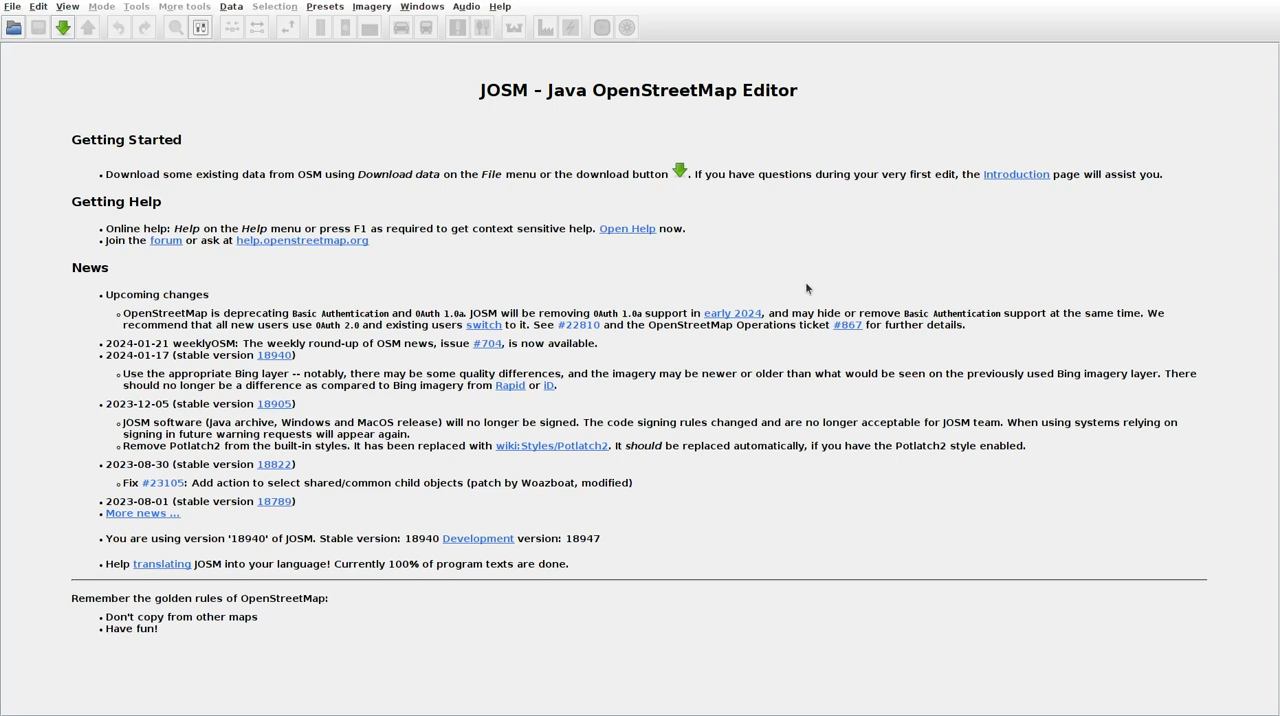 File Edit View Mode Tools More tools Data Selection Presets Imagery Windows Audio Help
JOSM – Java OpenStreetMap Editor
Getting Started
Download some existing data from OSM using Download data on the File menu or the download button . If you have questions during your very first edit, the Introduction page will assist you.
Getting Help
Online help: Help on the Help menu or press F1 as required to get context sensitive help. Open Help now.
Join the forum or ask at help.openstreetmap.org
News
Upcoming changes
OpenStreetMap is deprecating Basic Authentication and OAuth 1.0a. JOSM will be removing OAuth 1.0a support in early 2024, and may hide or remove Basic Authentication support at the same time. We
recommend that all new users use OAuth 2.0 and existing users switch to it. See #22810 and the OpenStreetMap Operations ticket #867 for further details.
2024-01-21 weeklyOSM: The weekly round-up of OSM news, issue #704, is now available.
2024-01-17 (stable version 18940)
Use the appropriate Bing layer -- notably, there may be some quality differences, and the imagery may be newer or older than what would be seen on the previously used Bing imagery layer. There
should no longer be a difference as compared to Bing imagery from Rapid or iD.
2023-12-05 (stable version 18905)
JOSM software (Java archive, Windows and MacOS release) will no longer be signed. The code signing rules changed and are no longer acceptable for JOSM team. When using systems relying on
signing in future warning requests will appear again.
Remove Potlatch2 from the built-in styles. It has been replaced with wiki:Styles/Potlatch2. It should be replaced automatically, if you have the Potlatch2 style enabled.
2023-08-30 (stable version 18822)
Fix #23105: Add action to select shared/common child objects (patch by Woazboat, modified)
2023-08-01 (stable version 18789)
More news ...
You are using version '18940' of JOSM. Stable version: 18940 Development version: 18947
Help translating JOSM into your language! Currently 100% of program texts are done.
Remember the golden rules of OpenStreetMap:
Don't copy from other maps
Have fun!